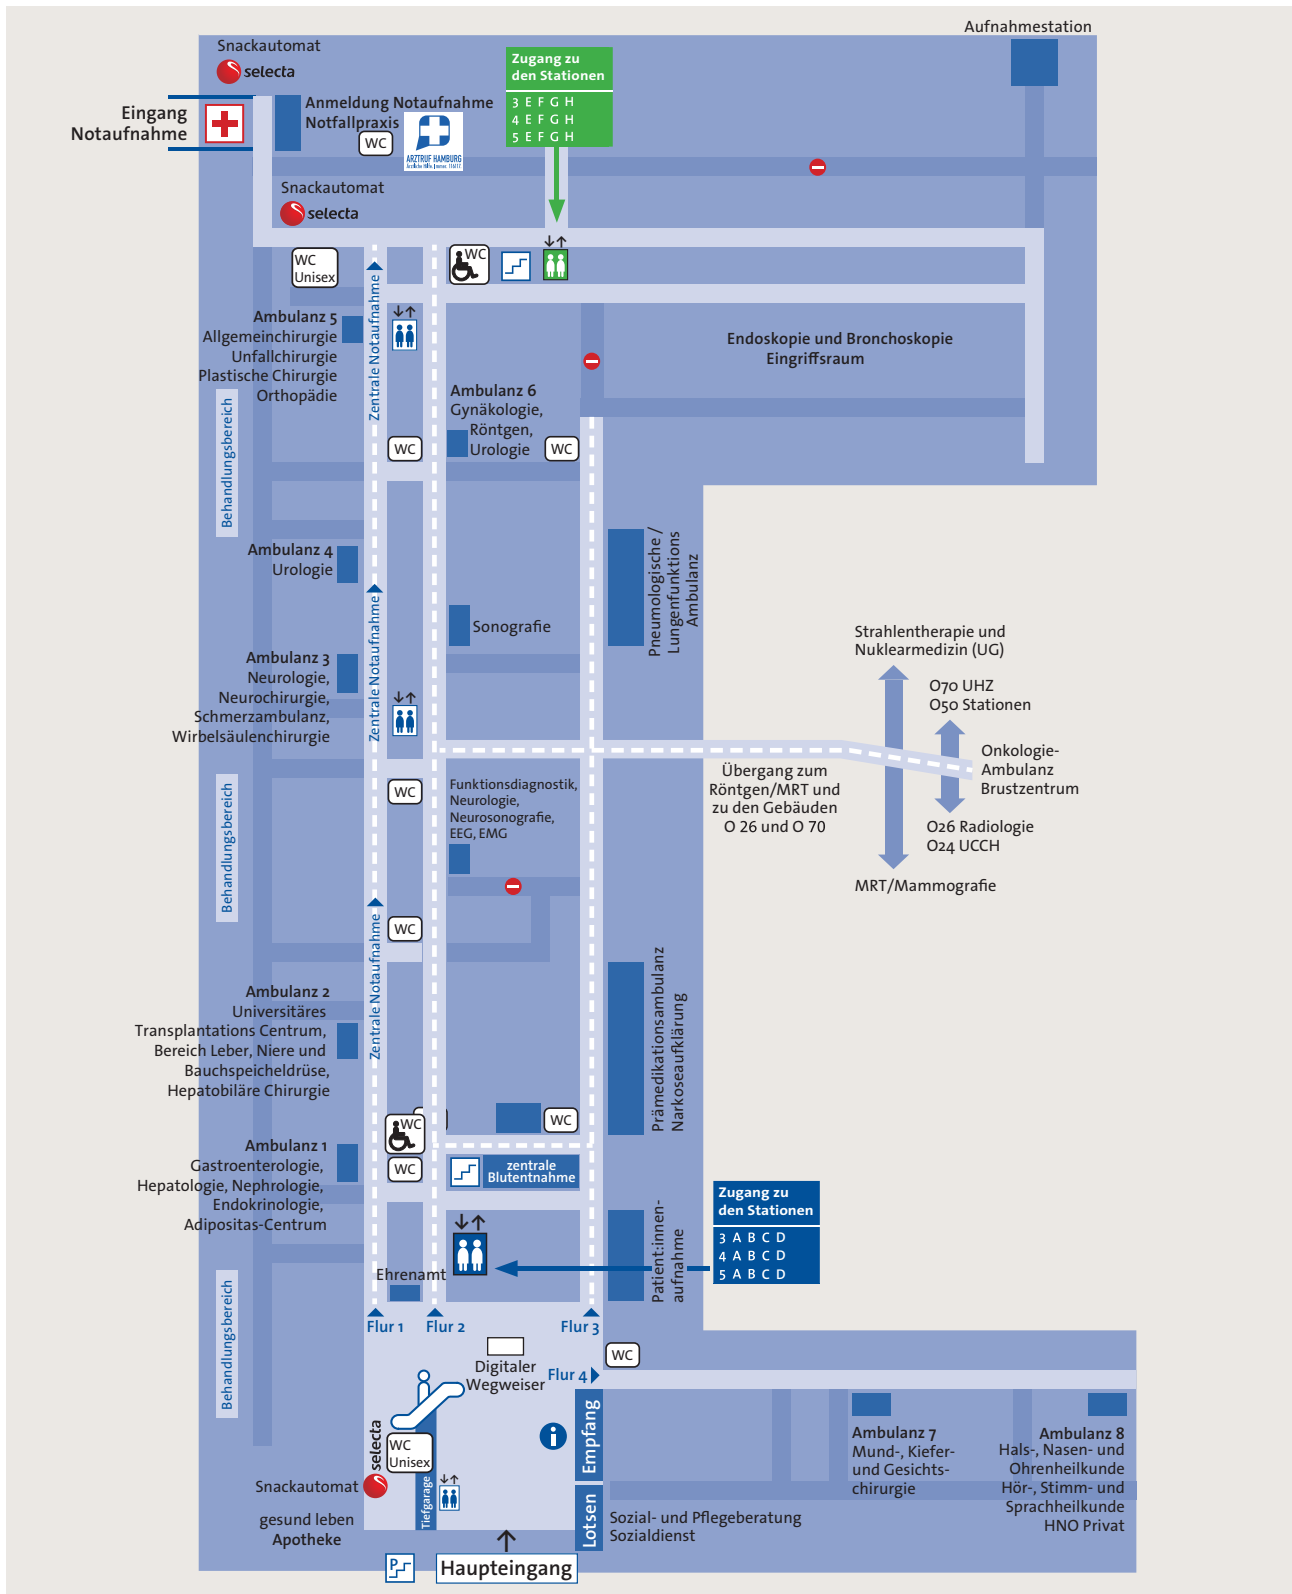 Aufnahmestation
Snackautomat
selecta
Zugang zu
den Stationen
3 E F G H
4 E F G H
5 E F G H
Eingang
Notaufnahme
Anmeldung Notaufnahme
Notfallpraxis
WC
ARZTRUF HAMBURG
Snackautomat
selecta
WC
Unisex
WC
Zentrale Notaufnahme
Ambulanz 5
Allgemeinchirurgie
Unfallchirurgie
Plastische Chirurgie
Orthopädie
Endoskopie und Bronchoskopie
Eingriffsraum
Ambulanz 6
Gynäkologie,
Röntgen,
Urologie
WC
WC
Behandlungsbereich
Ambulanz 4
Urologie
Pneumologische /
Lungenfunktions
Ambulanz
Zentrale Notaufnahme
Sonografie
Ambulanz 3
Neurologie,
Neurochirurgie,
Schmerzambulanz,
Wirbelsäulenchirurgie
Strahlentherapie und
Nuklearmedizin (UG)
O70 UHZ
O50 Stationen
Onkologie-
Ambulanz
Brustzentrum
Übergang zum
Röntgen/MRT und
zu den Gebäuden
O 26 und O 70
O26 Radiologie
O24 UCCH
MRT/Mammografie
Behandlungsbereich
WC
Funktionsdiagnostik,
Neurologie,
Neurosonografie,
EEG, EMG
WC
Zentrale Notaufnahme
Ambulanz 2
Universitäres
Transplantations Centrum,
Bereich Leber, Niere und
Bauchspeicheldrüse,
Hepatobiläre Chirurgie
Prämedikationsambulanz
Narkoseaufklärung
WC
WC
WC
Ambulanz 1
Gastroenterologie,
Hepatologie, Nephrologie,
Endokrinologie,
Adipositas-Centrum
zentrale
Blutentnahme
Zugang zu
den Stationen
3 A B C D
4 A B C D
5 A B C D
Patient:innen-
aufnahme
Ehrenamt
Behandlungsbereich
Flur 1
Flur 2
Flur 3
WC
Digitaler
Wegweiser
Flur 4
Empfang
Ambulanz 7
Mund-, Kiefer-
und Gesichts-
chirurgie
Ambulanz 8
Hals-, Nasen- und
Ohrenheilkunde
Hör-, Stimm- und
Sprachheilkunde
HNO Privat
selecta
WC
Unisex
Snackautomat
Tiefgarage
Lotsen
Sozial- und Pflegeberatung
Sozialdienst
gesund leben
Apotheke
P
Haupteingang